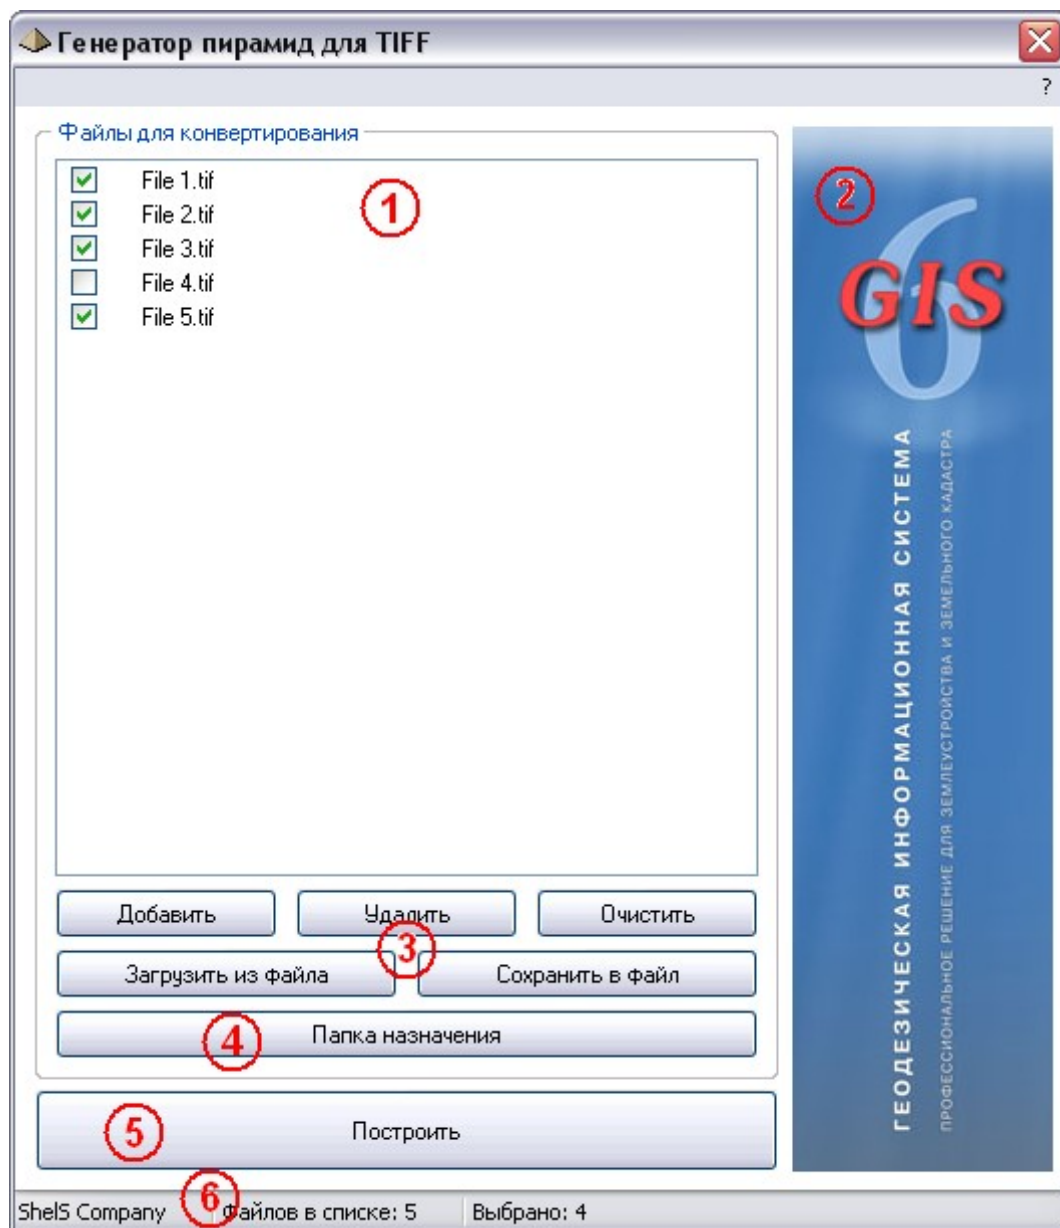 Генератор пирамид для TIFF
?
Файлы для конвертирования
File 1.tif
File 2.tif
File 3.tif
File 4.tif
File 5.tif
1
2
6
GIS
ГЕОДЕЗИЧЕСКАЯ ИНФОРМАЦИОННАЯ СИСТЕМА
ПРОФЕССИОНАЛЬНОЕ РЕШЕНИЕ ДЛЯ ЗЕМЛЕУСТРОЙСТВА И ЗЕМЕЛЬНОГО КАДАСТРА
Добавить Удалить Очистить
3
Загрузить из файла Сохранить в файл
4 Папка назначения
5 Построить
6
ShelS Company Файлов в списке: 5 Выбрано: 4